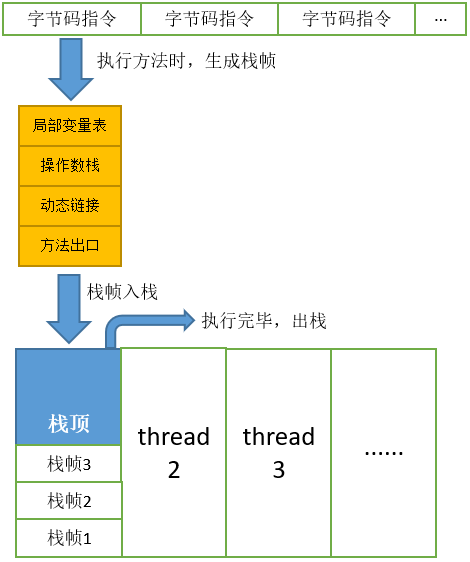 字节码指令 字节码指令 字节码指令 ...
执行方法时，生成栈帧
局部变量表
操作数栈
动态链接
方法出口
栈帧入栈
执行完毕，出栈
栈顶
thread
2
thread
3
......
栈帧3
栈帧2
栈帧1